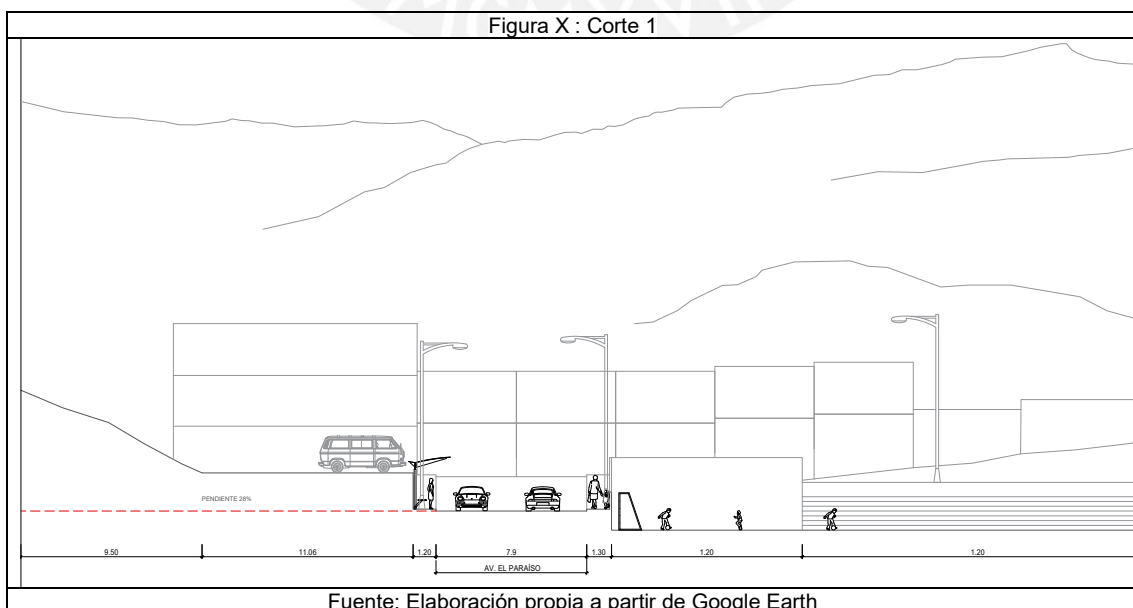 Figura X : Corte 1
PENDIENTE 28%
9.50 11.06 1.20 7.9 1.30 1.20 1.20
AV. EL PARAÍSO
Fuente: Elaboración propia a partir de Google Earth